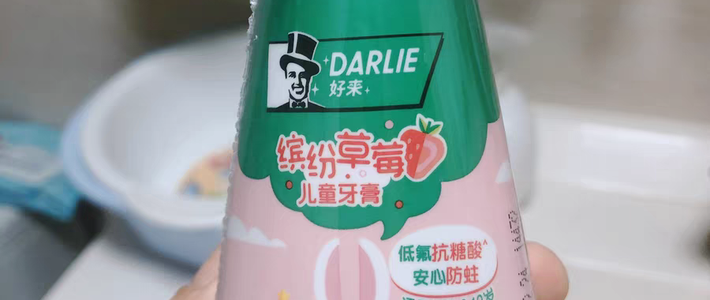 DARLIE
好来
缤纷草莓
儿童牙膏
低氟抗糖酸^
安心防蛀